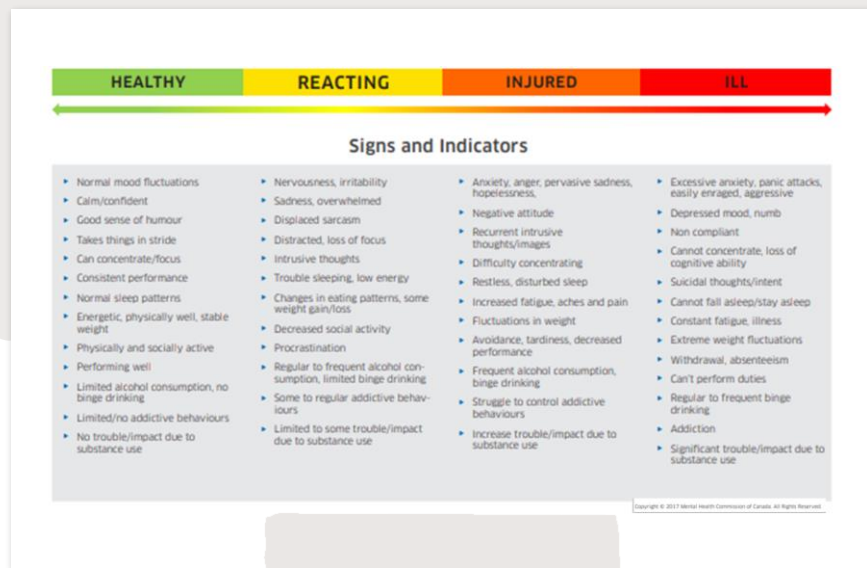 HEALTHY
REACTING
INJURED
ILL
Signs and Indicators
Normal mood fluctuations
Calm/confident
Good sense of humour
Takes things in stride
Can concentrate/focus
Consistent performance
Normal sleep patterns
Energetic, physically well, stable
weight
Physically and socially active
Performing well
Limited alcohol consumption, no
binge drinking
Limited/no addictive behaviours
No trouble/impact due to
substance use
Nervousness, irritability
Sadness, overwhelmed
Displaced sarcasm
Distracted, loss of focus
Intrusive thoughts
Trouble sleeping, low energy
Changes in eating patterns, some
weight gain/loss
Decreased social activity
Procrastination
Regular to frequent alcohol con-
sumption, limited binge drinking
Some to regular addictive behav-
iours
Limited to some trouble/impact
due to substance use
Anxiety, anger, pervasive sadness,
hopelessness,
Negative attitude
Recurrent intrusive
thoughts/images
Difficulty concentrating
Restless, disturbed sleep
Increased fatigue, aches and pain
Fluctuations in weight
Avoidance, tardiness, decreased
performance
Frequent alcohol consumption,
binge drinking
Struggle to control addictive
behaviours
Increase trouble/impact due to
substance use
Excessive anxiety, panic attacks,
easily enraged, aggressive
Depressed mood, numb
Non compliant
Cannot concentrate, loss of
cognitive ability
Suicidal thoughts/intent
Cannot fall asleep/stay asleep
Constant fatigue, illness
Extreme weight fluctuations
Withdrawal, absenteeism
Can't perform duties
Regular to frequent binge
drinking
Addiction
Significant trouble/impact due to
substance use
Copyright © 2017 Mental Health Commission of Canada. All Rights Reserved.